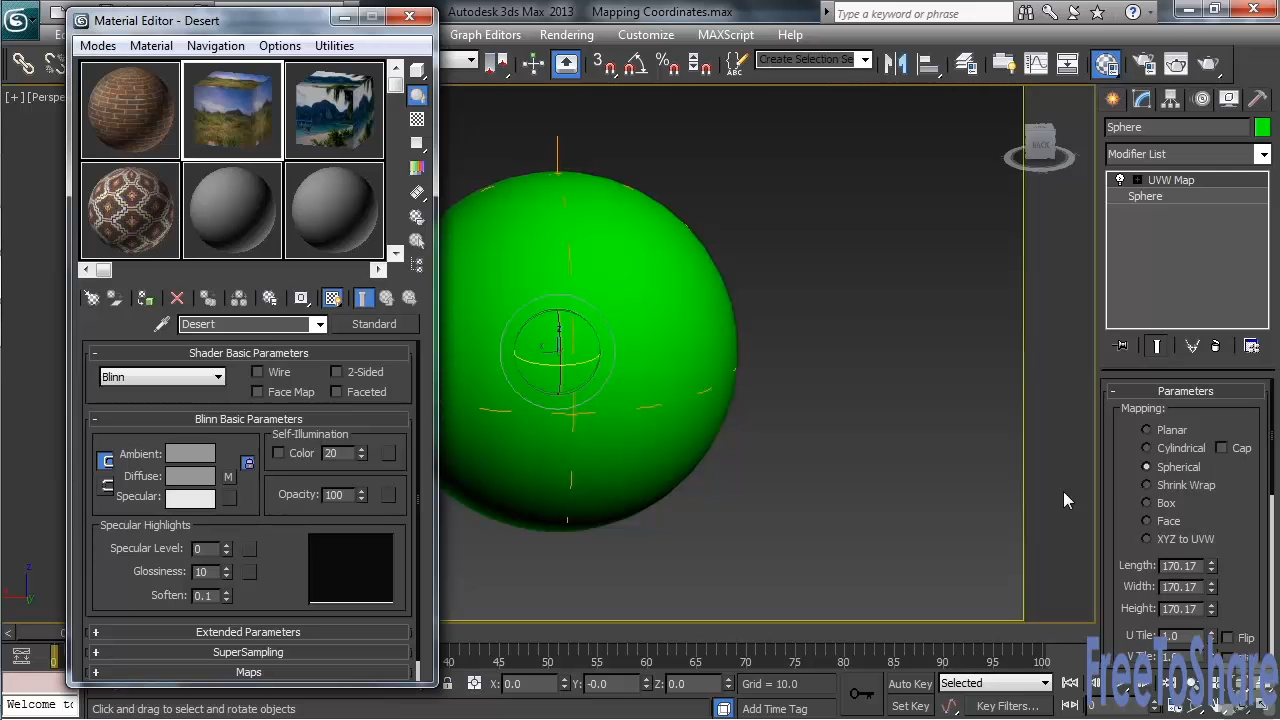 Material Editor - Desert
Autodesk 3ds Max 2013 Mapping Coordinates.max
Type a keyword or phrase
Modes Material Navigation Options Utilities
Graph Editors Rendering Customize MAXScript Help
Create Selection Se
[+] [Persp
BACK
Sphere
Modifier List
UVW Map
Sphere
Desert
Standard
Shader Basic Parameters
Blinn
Wire
2-Sided
Face Map
Faceted
Blinn Basic Parameters
Self-Illumination
Ambient:
Color 20
Diffuse:
M
Specular:
Opacity: 100
Specular Highlights
Specular Level: 0
Glossiness: 10
Soften: 0.1
Extended Parameters
SuperSampling
Maps
Parameters
Mapping:
Planar
Cylindrical
Cap
Spherical
Shrink Wrap
Box
Face
XYZ to UVW
Length: 170.17
Width: 170.17
Height: 170.17
U Tile: 1.0 Flip
FreeToShare
40 45 50 55 60 65 70 75 80 85 90 95 100
X: 0.0 Y: -0.0 Z: 0.0 Grid = 10.0
Auto Key Selected
Set Key Key Filters...
Welcome to
Click and drag to select and rotate objects
Add Time Tag
z
x
y